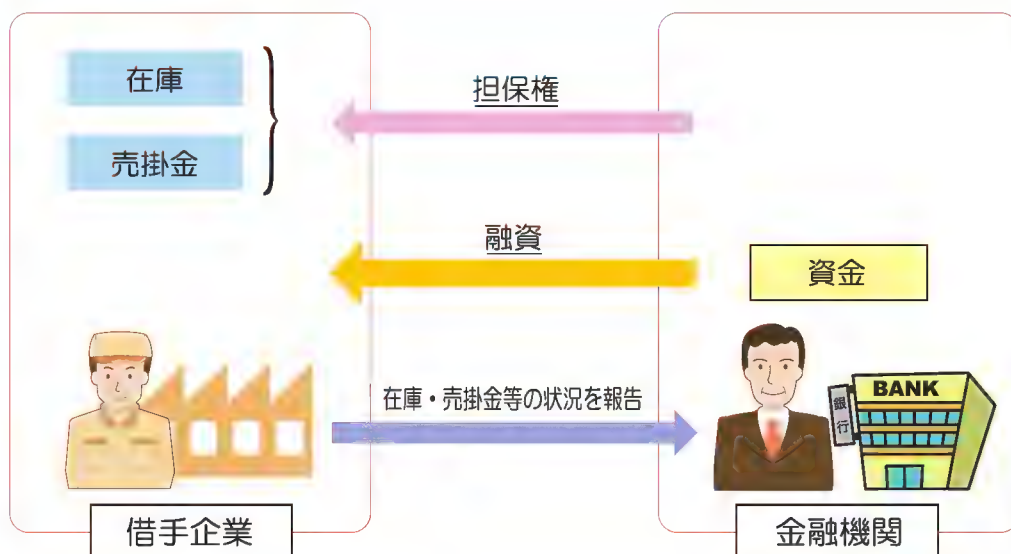 在庫
売掛金
担保権
融資
資金
在庫・売掛金等の状況を報告
BANK
銀行
借手企業
金融機関